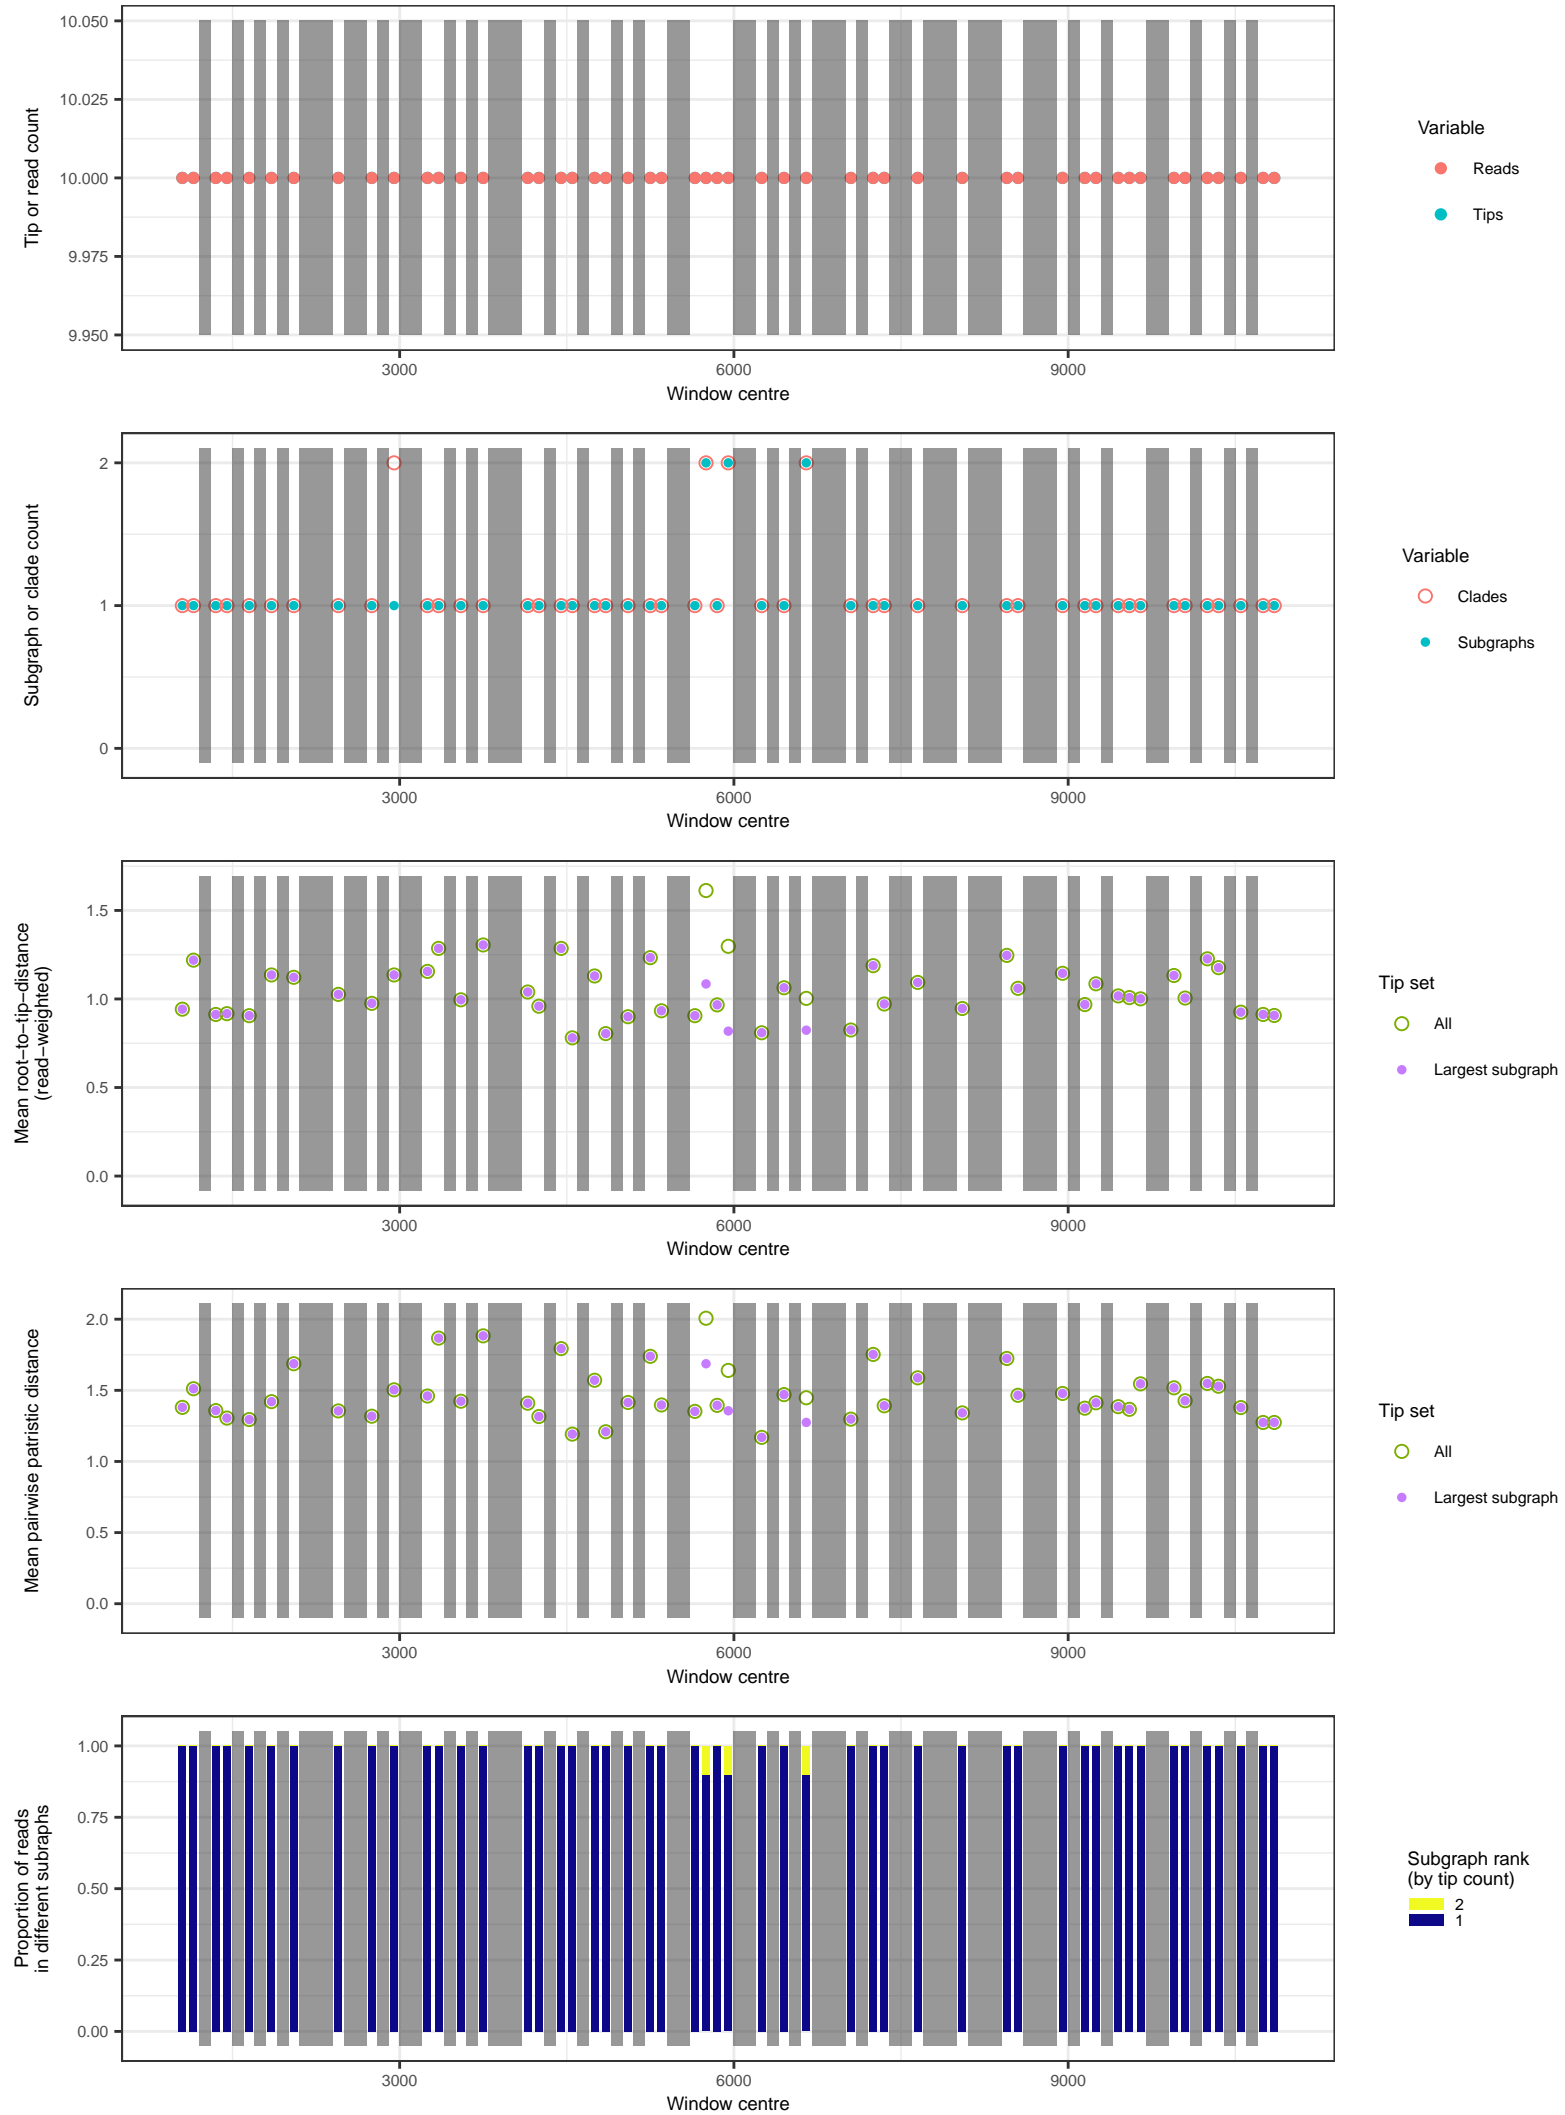 10.050
10.025
10.000
9.975
9.950
Tip or read count
3000 6000 9000
Window centre
Variable
Reads
Tips
2
1
0
Subgraph or clade count
3000 6000 9000
Window centre
Variable
Clades
Subgraphs
1.5
1.0
0.5
0.0
Mean root−to−tip−distance
(read−weighted)
3000 6000 9000
Window centre
Tip set
All
Largest subgraph
2.0
1.5
1.0
0.5
0.0
Mean pairwise patristic distance
3000 6000 9000
Window centre
Tip set
All
Largest subgraph
1.00
0.75
0.50
0.25
0.00
Proportion of reads
in different subraphs
3000 6000 9000
Window centre
Subgraph rank
(by tip count)
2
1